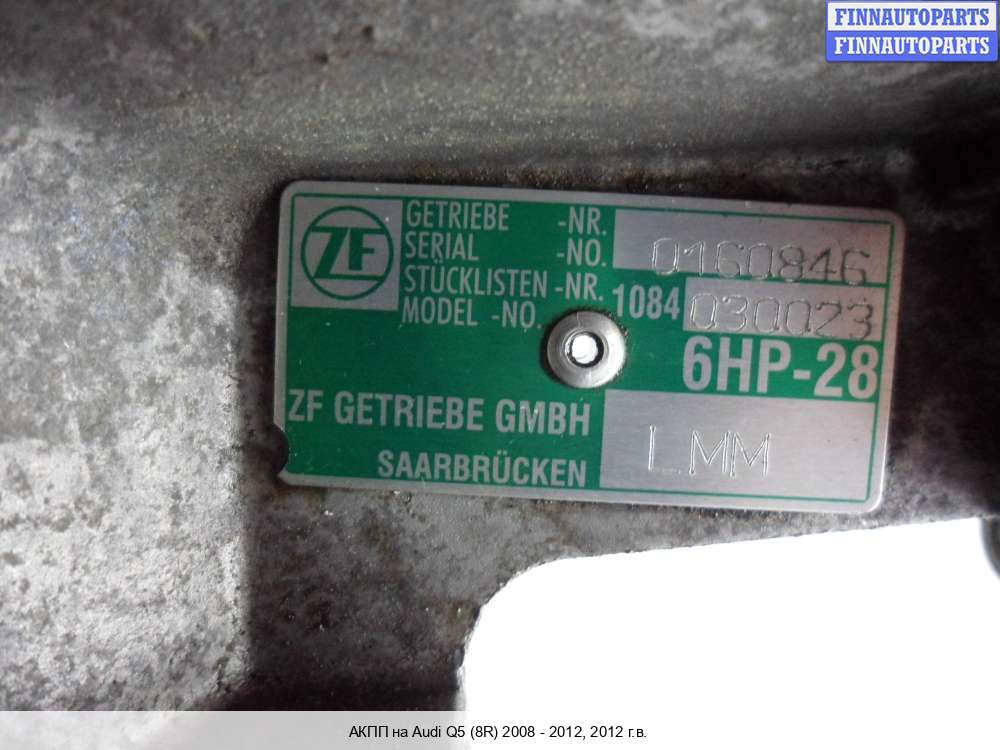 FINNAUTOPARTS
FINNAUTOPARTS
ZF
GETRIEBE -NR.
SERIAL -NO. 0160846
STÜCKLISTEN -NR. 1084 030023
MODEL -NO.
6HP-28
ZF GETRIEBE GMBH
SAARBRÜCKEN
LMM
АКПП на Audi Q5 (8R) 2008 - 2012, 2012 г.в.